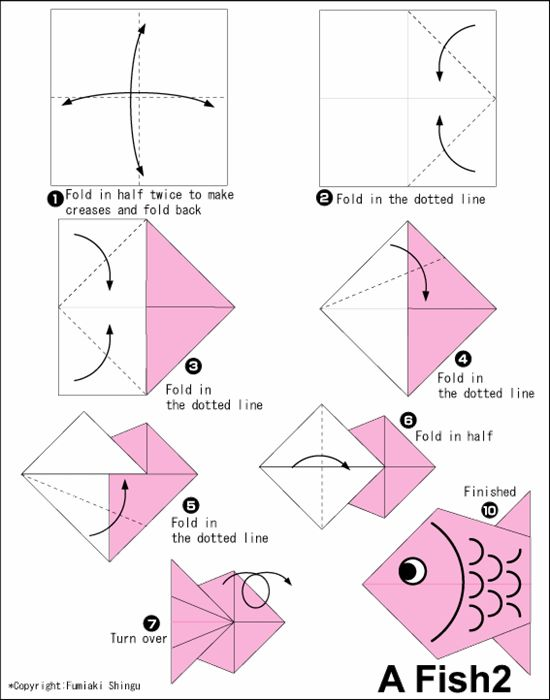 1 Fold in half twice to make
creases and fold back
2 Fold in the dotted line
3
Fold in
the dotted line
4
Fold in
the dotted line
5
Fold in
the dotted line
6
Fold in half
7
Turn over
Finished
10
*Copyright:Fumiaki Shingu
A Fish2